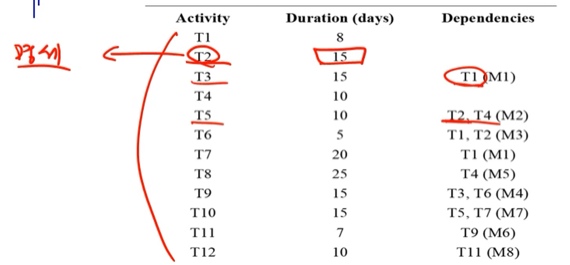 Activity Duration (days) Dependencies
T1 8
T2 15
T3 15 T1 (M1)
T4 10
T5 10 T2, T4 (M2)
T6 5 T1, T2 (M3)
T7 20 T1 (M1)
T8 25 T4 (M5)
T9 15 T3, T6 (M4)
T10 15 T5, T7 (M7)
T11 7 T9 (M6)
T12 10 T11 (M8)